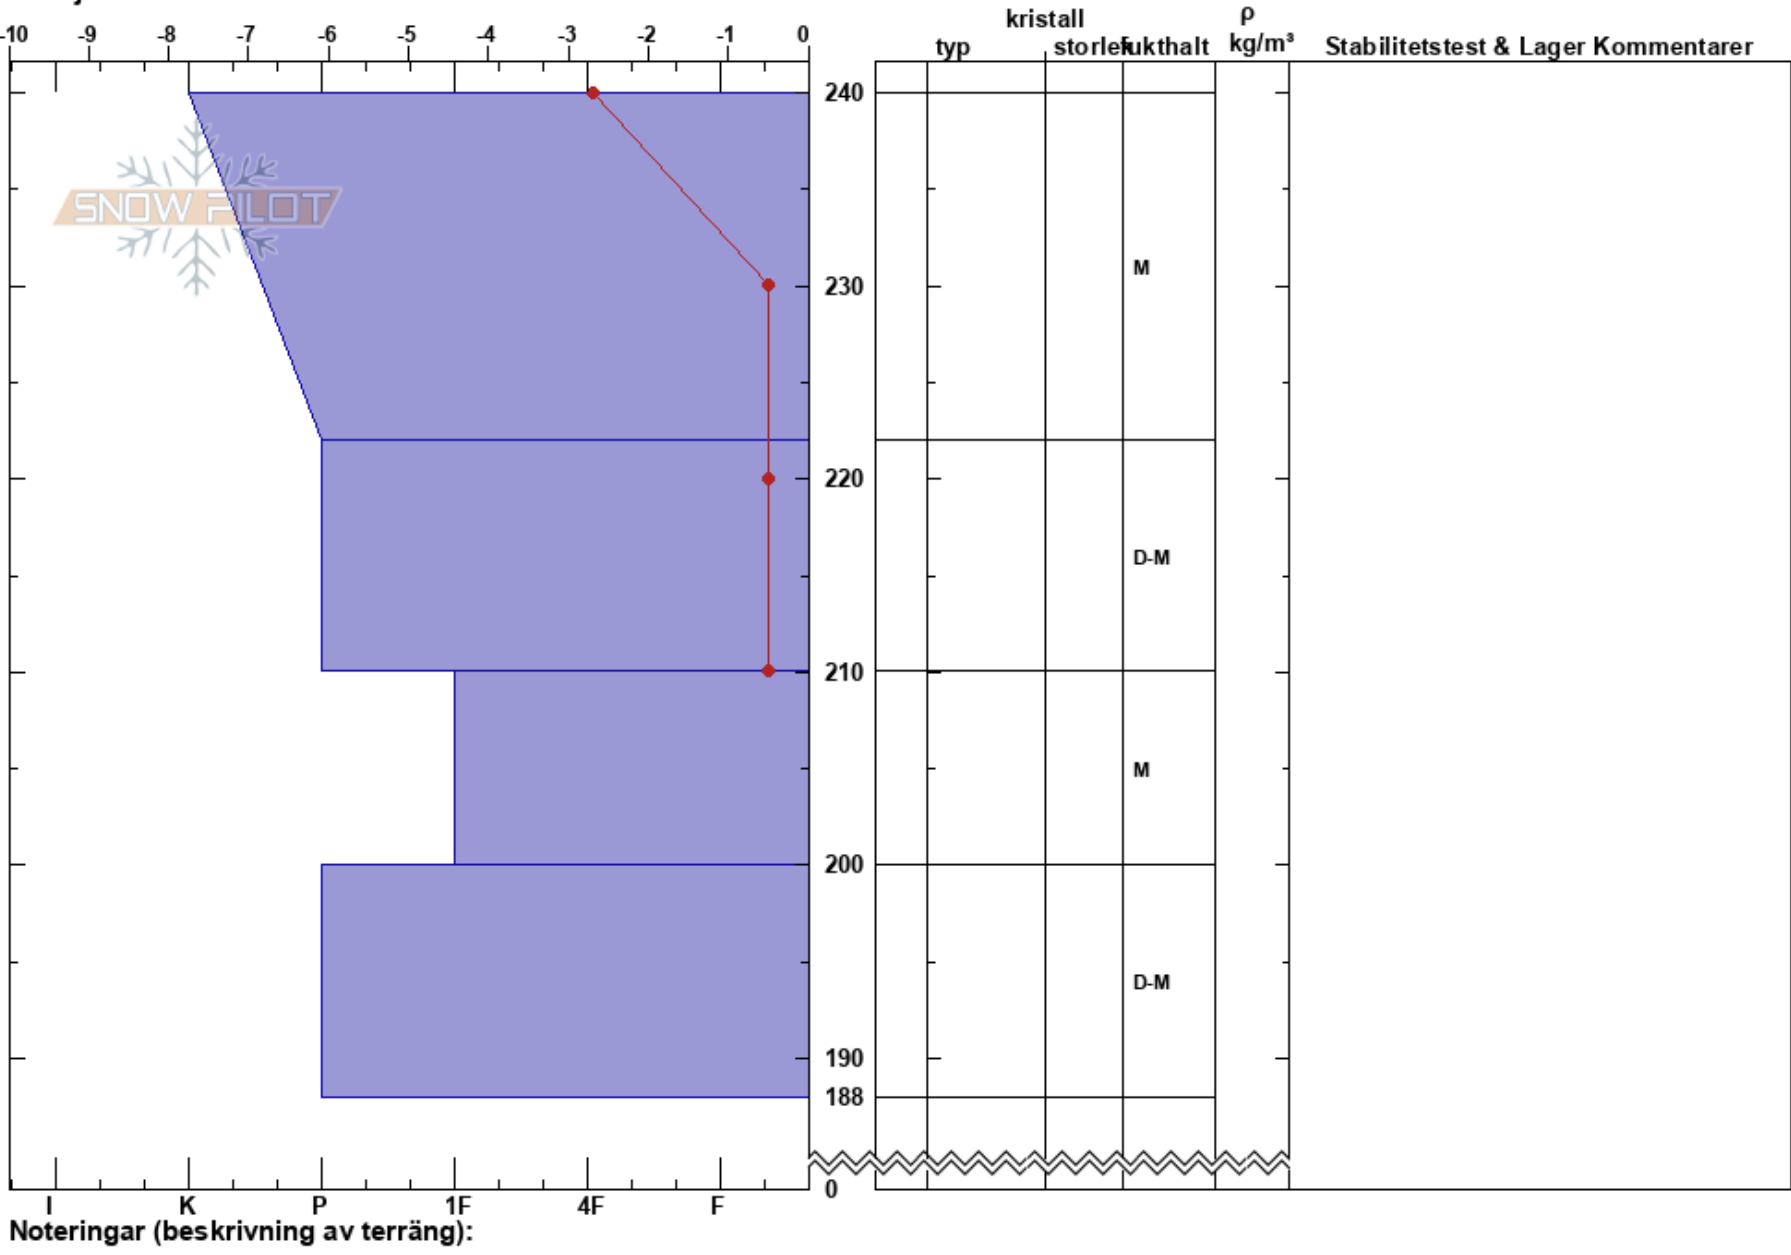 kristall ρ
-10 -9 -8 -7 -6 -5 -4 -3 -2 -1 0 typ storlek fukthalt kg/m³ Stabilitetstest & Lager Kommentarer
240
SNOW PILOT
M
230
220
D-M
210
M
200
D-M
190
188
0
I K P 1F 4F F
Noteringar (beskrivning av terräng):